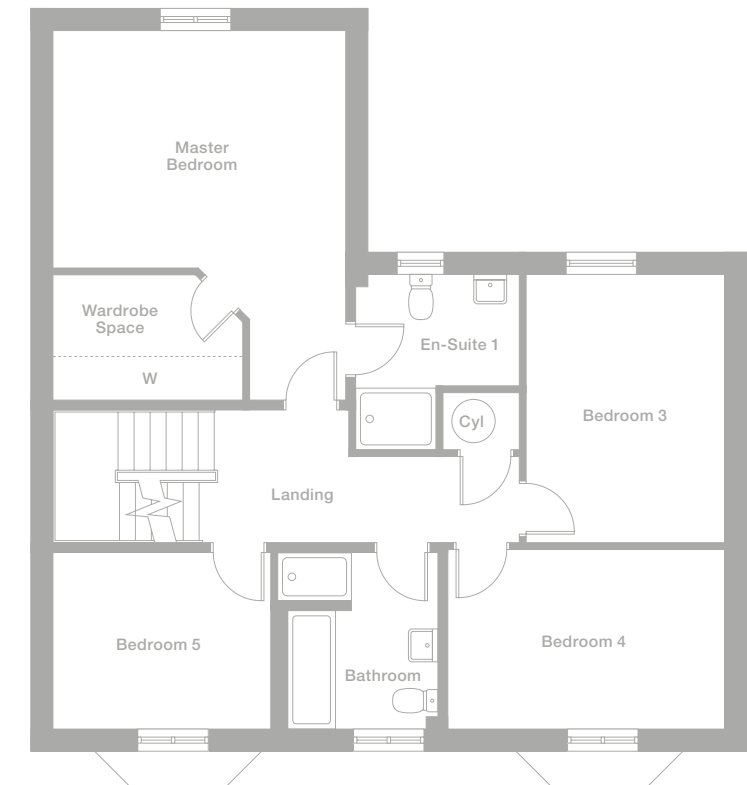 Master
Bedroom
Wardrobe
Space
W
En-Suite 1
Cyl
Bedroom 3
Landing
Bedroom 5
Bathroom
Bedroom 4